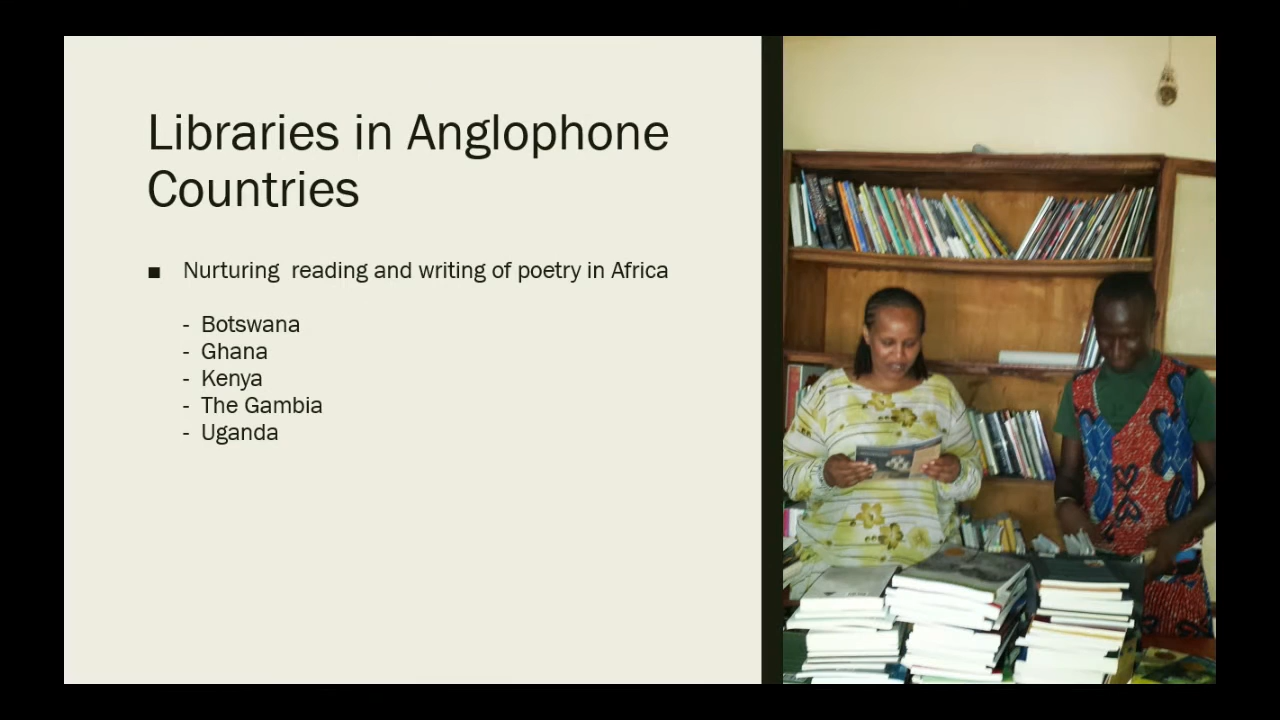 Libraries in Anglophone
Countries
■ Nurturing  reading and writing of poetry in Africa
- Botswana
- Ghana
- Kenya
- The Gambia
- Uganda